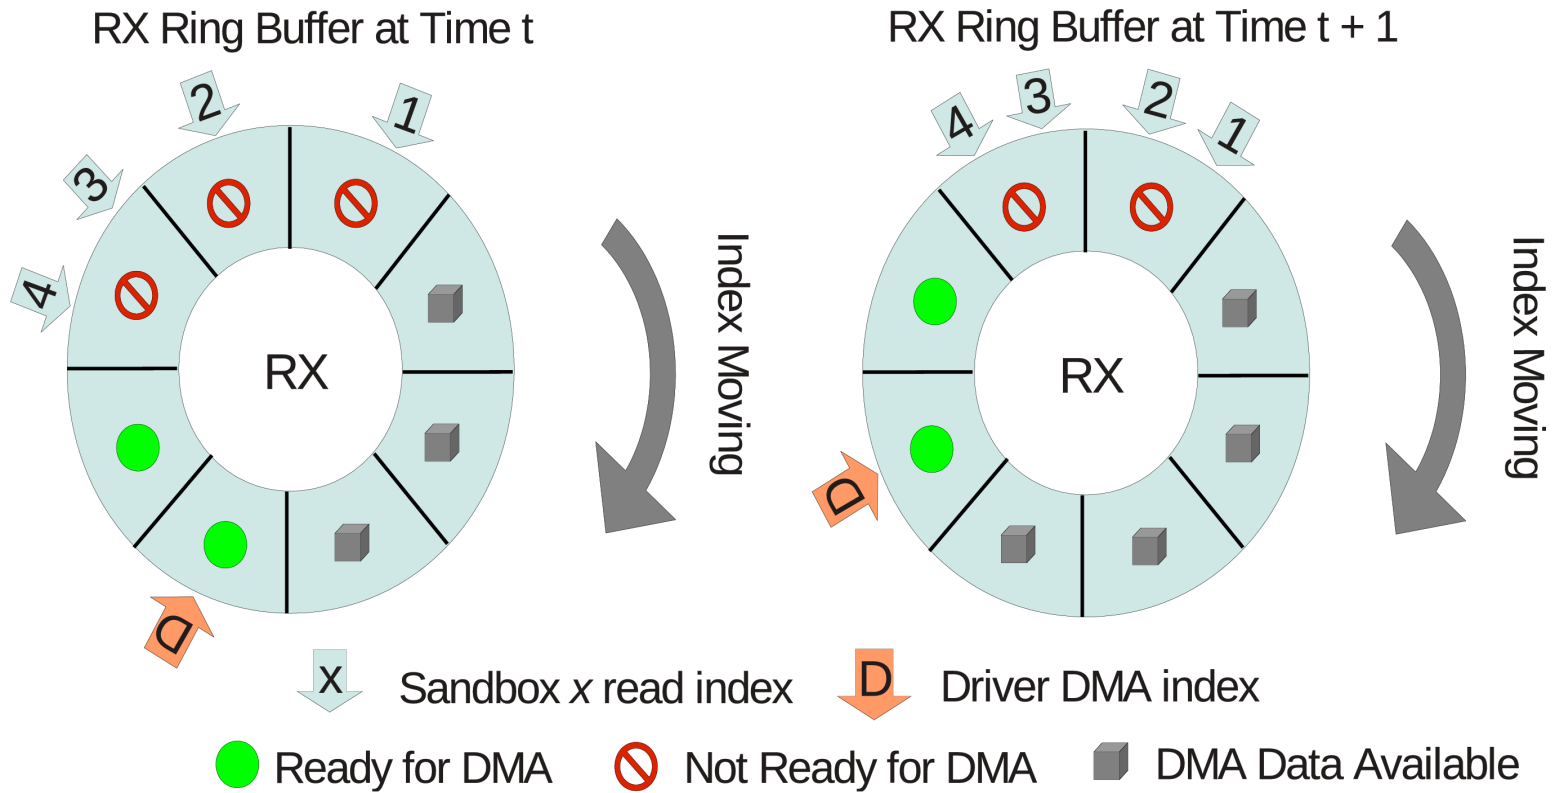 RX Ring Buffer at Time t
RX Ring Buffer at Time t + 1
2
1
3
4
RX
D
Index Moving
4
3
2
1
RX
D
Index Moving
x
Sandbox x read index
D
Driver DMA index
Ready for DMA
Not Ready for DMA
DMA Data Available